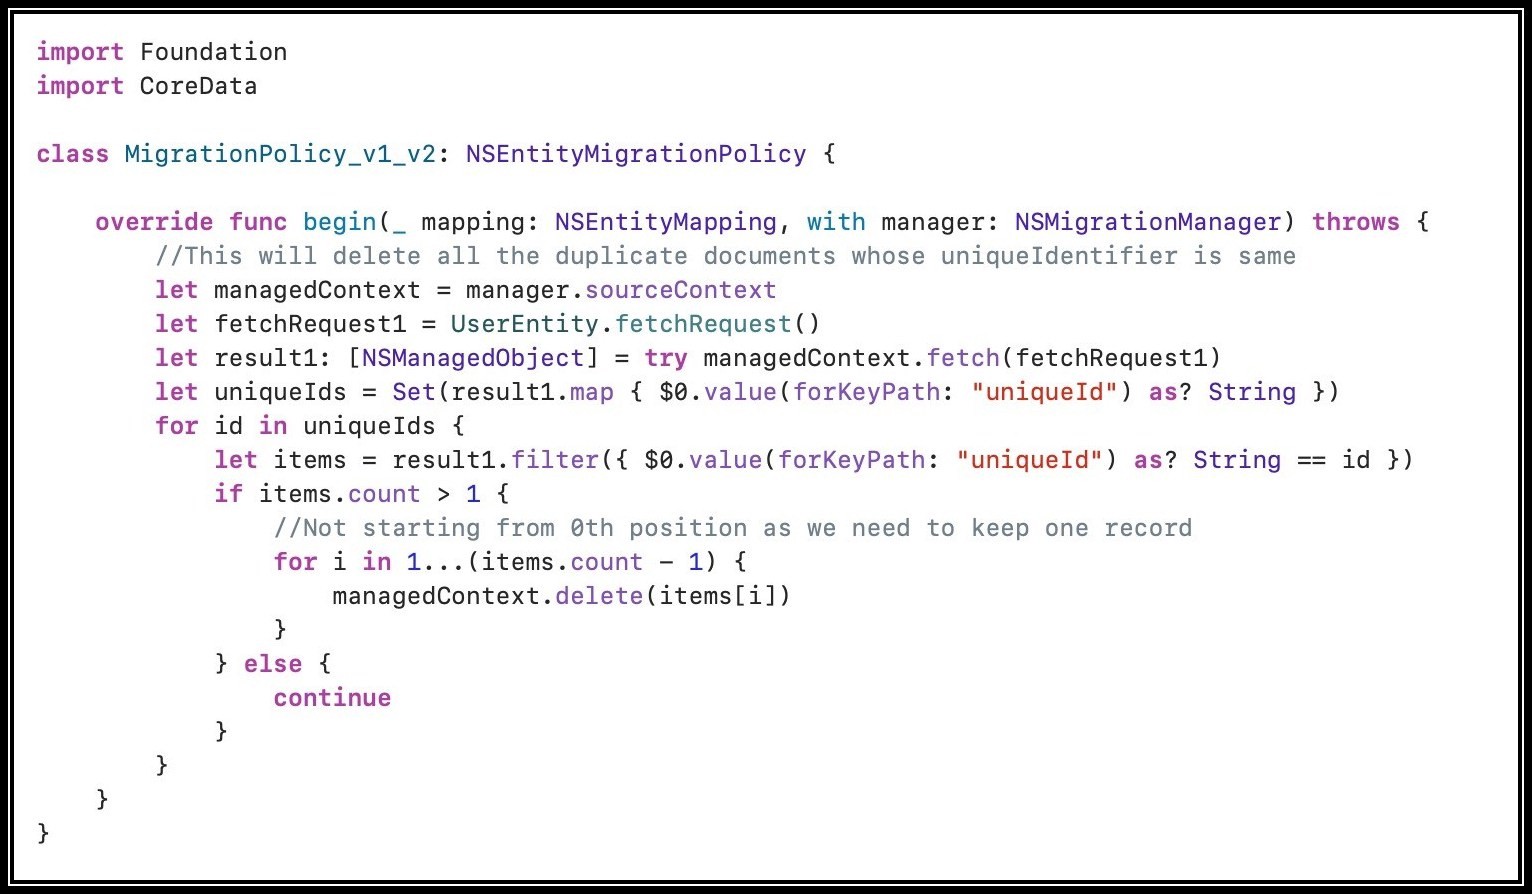 import Foundation
import CoreData
class MigrationPolicy_v1_v2: NSEntityMigrationPolicy {
override func begin(_ mapping: NSEntityMapping, with manager: NSMigrationManager) throws {
//This will delete all the duplicate documents whose uniqueIdentifier is same
let managedContext = manager.sourceContext
let fetchRequest1 = UserEntity.fetchRequest()
let result1: [NSManagedObject] = try managedContext.fetch(fetchRequest1)
let uniqueIds = Set(result1.map { $0.value(forKeyPath: "uniqueId") as? String })
for id in uniqueIds {
let items = result1.filter({ $0.value(forKeyPath: "uniqueId") as? String == id })
if items.count > 1 {
//Not starting from 0th position as we need to keep one record
for i in 1...(items.count - 1) {
managedContext.delete(items[i])
}
} else {
continue
}
}
}
}